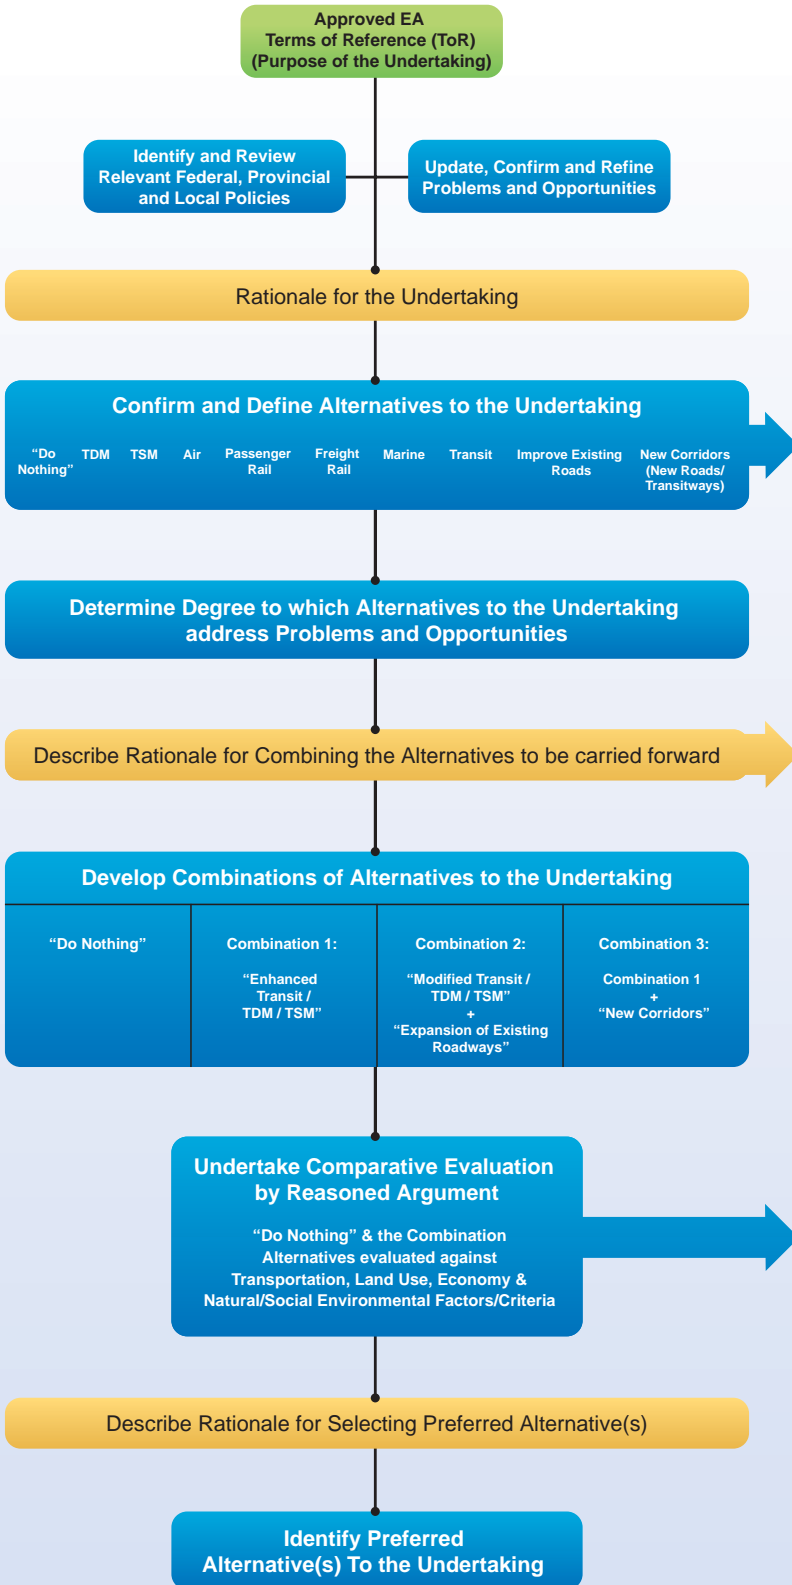 Approved EA
Terms of Reference (ToR)
(Purpose of the Undertaking)
Identify and Review
Relevant Federal, Provincial
and Local Policies
Update, Confirm and Refine
Problems and Opportunities
Rationale for the Undertaking
Confirm and Define Alternatives to the Undertaking
“Do
Nothing”
TDM
TSM
Air
Passenger
Rail
Freight
Rail
Marine
Transit
Improve Existing
Roads
New Corridors
(New Roads/
Transitways)
Determine Degree to which Alternatives to the Undertaking
address Problems and Opportunities
Describe Rationale for Combining the Alternatives to be carried forward
Develop Combinations of Alternatives to the Undertaking
“Do Nothing”
Combination 1:
“Enhanced
Transit /
TDM / TSM”
Combination 2:
“Modified Transit /
TDM / TSM”
+
“Expansion of Existing
Roadways”
Combination 3:
Combination 1
+
“New Corridors”
Undertake Comparative Evaluation
by Reasoned Argument
“Do Nothing” & the Combination
Alternatives evaluated against
Transportation, Land Use, Economy &
Natural/Social Environmental Factors/Criteria
Describe Rationale for Selecting Preferred Alternative(s)
Identify Preferred
Alternative(s) To the Undertaking